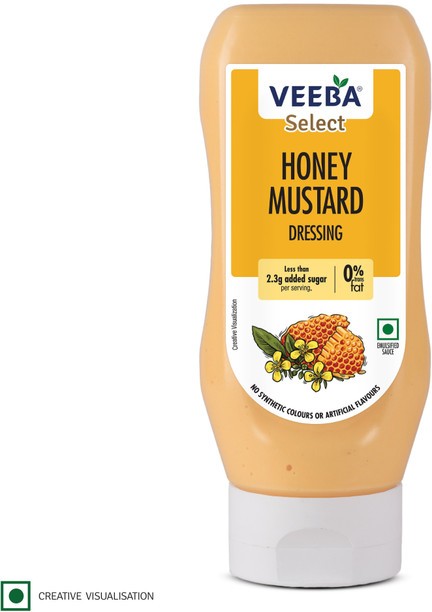 VEEBA®
Select
HONEY
MUSTARD
DRESSING
Less than
2.3g added sugar
per serving.
0%
trans
fat
Creative Visualization
EMULSIFIED
SAUCE
NO SYNTHETIC COLOURS OR ARTIFICIAL FLAVOURS
CREATIVE VISUALISATION